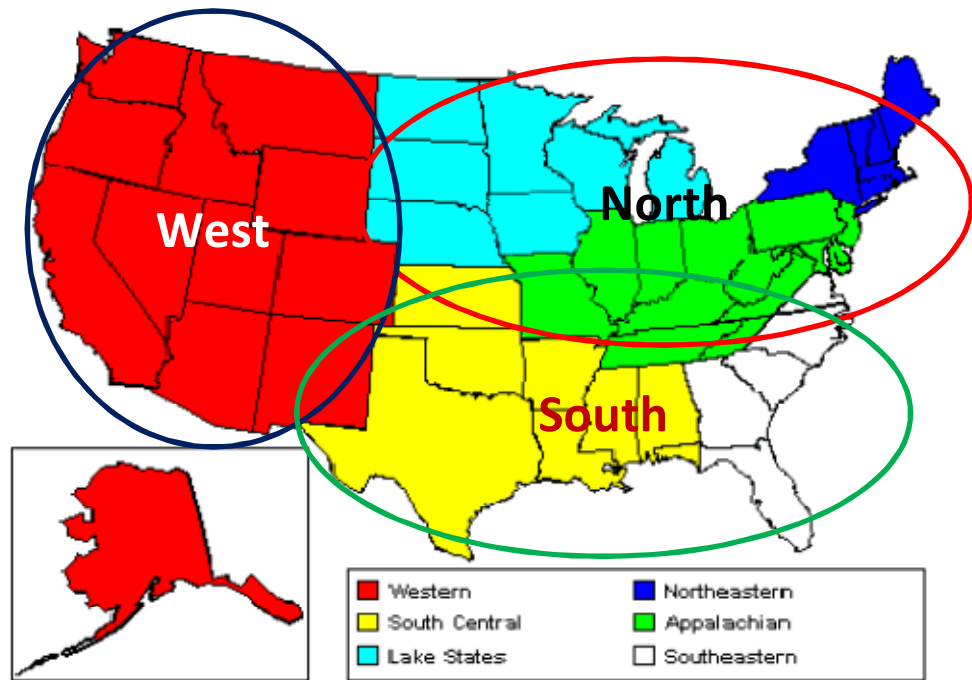 West
North
South
Western
South Central
Lake States
Northeastern
Appalachian
Southeastern